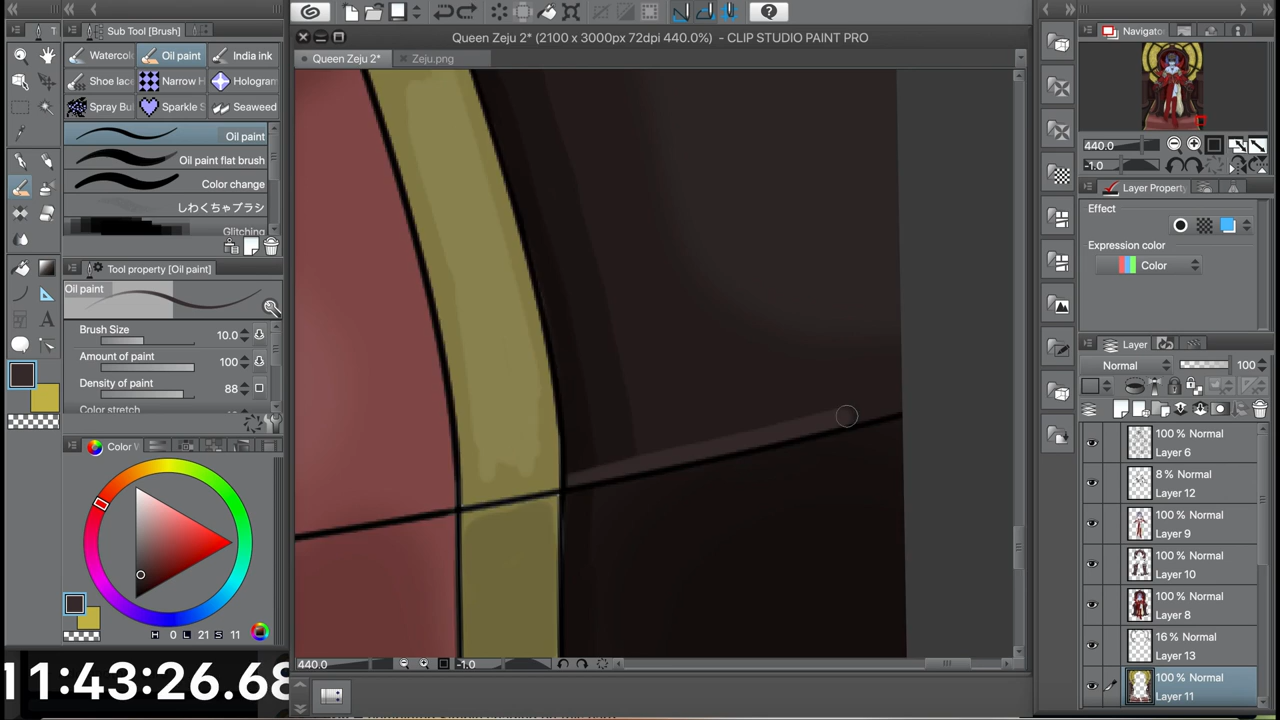 Queen Zeju 2* (2100 x 3000px 72dpi 440.0%) - CLIP STUDIO PAINT PRO
Queen Zeju 2*
Zeju.png
T
Sub Tool [Brush]
Watercol
Oil paint
India ink
Shoe lace
Narrow H
Hologram
Spray Bu
Sparkle S
Seaweed
Oil paint
Oil paint flat brush
Color change
しわくちゃブラシ
Glitching
Tool property [Oil paint]
Oil paint
Brush Size
10.0
Amount of paint
100
Density of paint
88
Color stretch
Color W
H 0 L 21 S 11
11:43:26.68
440.0
-1.0
Navigator
440.0
-1.0
Layer Property
Effect
Expression color
Color
Layer
Normal
100
100 % Normal
Layer 6
8 % Normal
Layer 12
100 % Normal
Layer 9
100 % Normal
Layer 10
100 % Normal
Layer 8
16 % Normal
Layer 13
100 % Normal
Layer 11